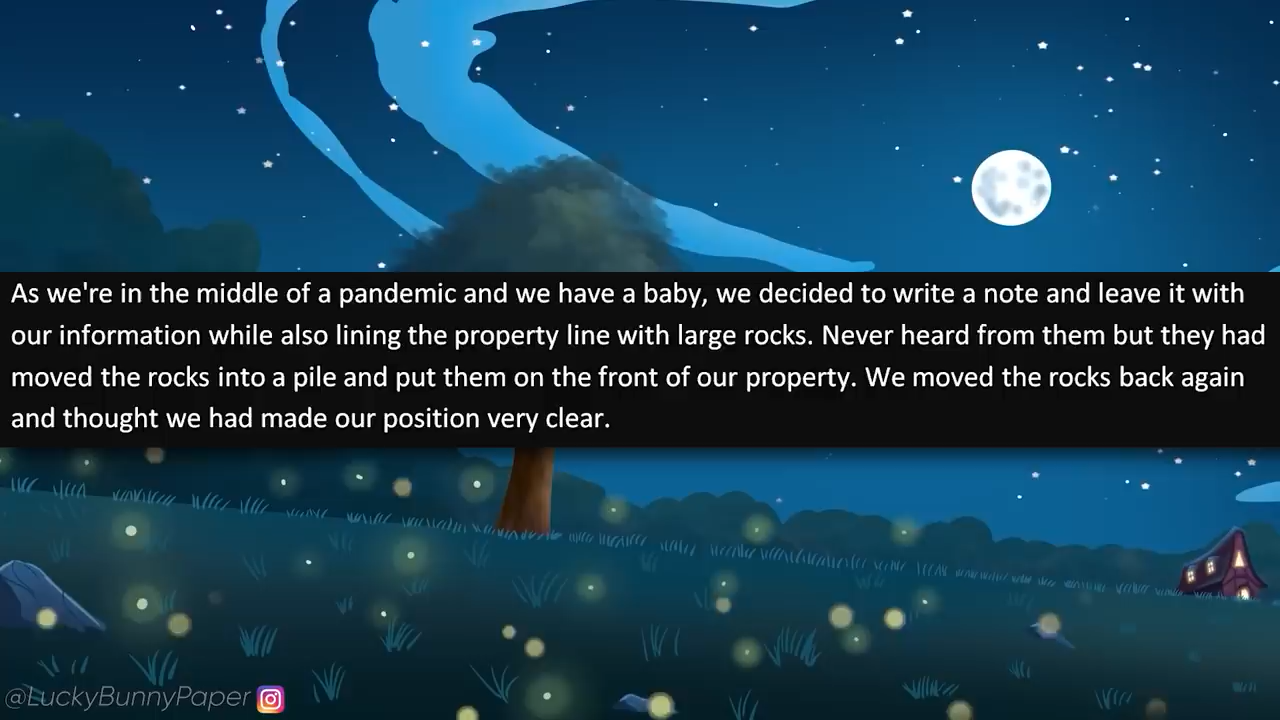 As we're in the middle of a pandemic and we have a baby, we decided to write a note and leave it with
our information while also lining the property line with large rocks. Never heard from them but they had
moved the rocks into a pile and put them on the front of our property. We moved the rocks back again
and thought we had made our position very clear.
@LuckyBunnyPaper